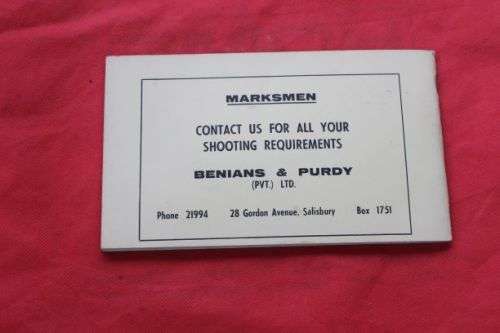 MARKSMEN
CONTACT US FOR ALL YOUR
SHOOTING REQUIREMENTS
BENIANS & PURDY
(PVT.) LTD.
Phone 21994 28 Gordon Avenue, Salisbury Box 1751